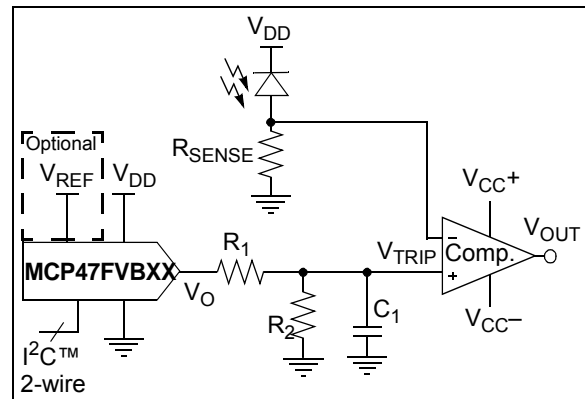 V_DD
Optional
V_REF
V_DD
R_SENSE
V_CC+
V_OUT
MCP47FVBXX
V_O
R_1
V_TRIP
–
Comp.
+
R_2
C_1
V_CC–
I²C™
2-wire